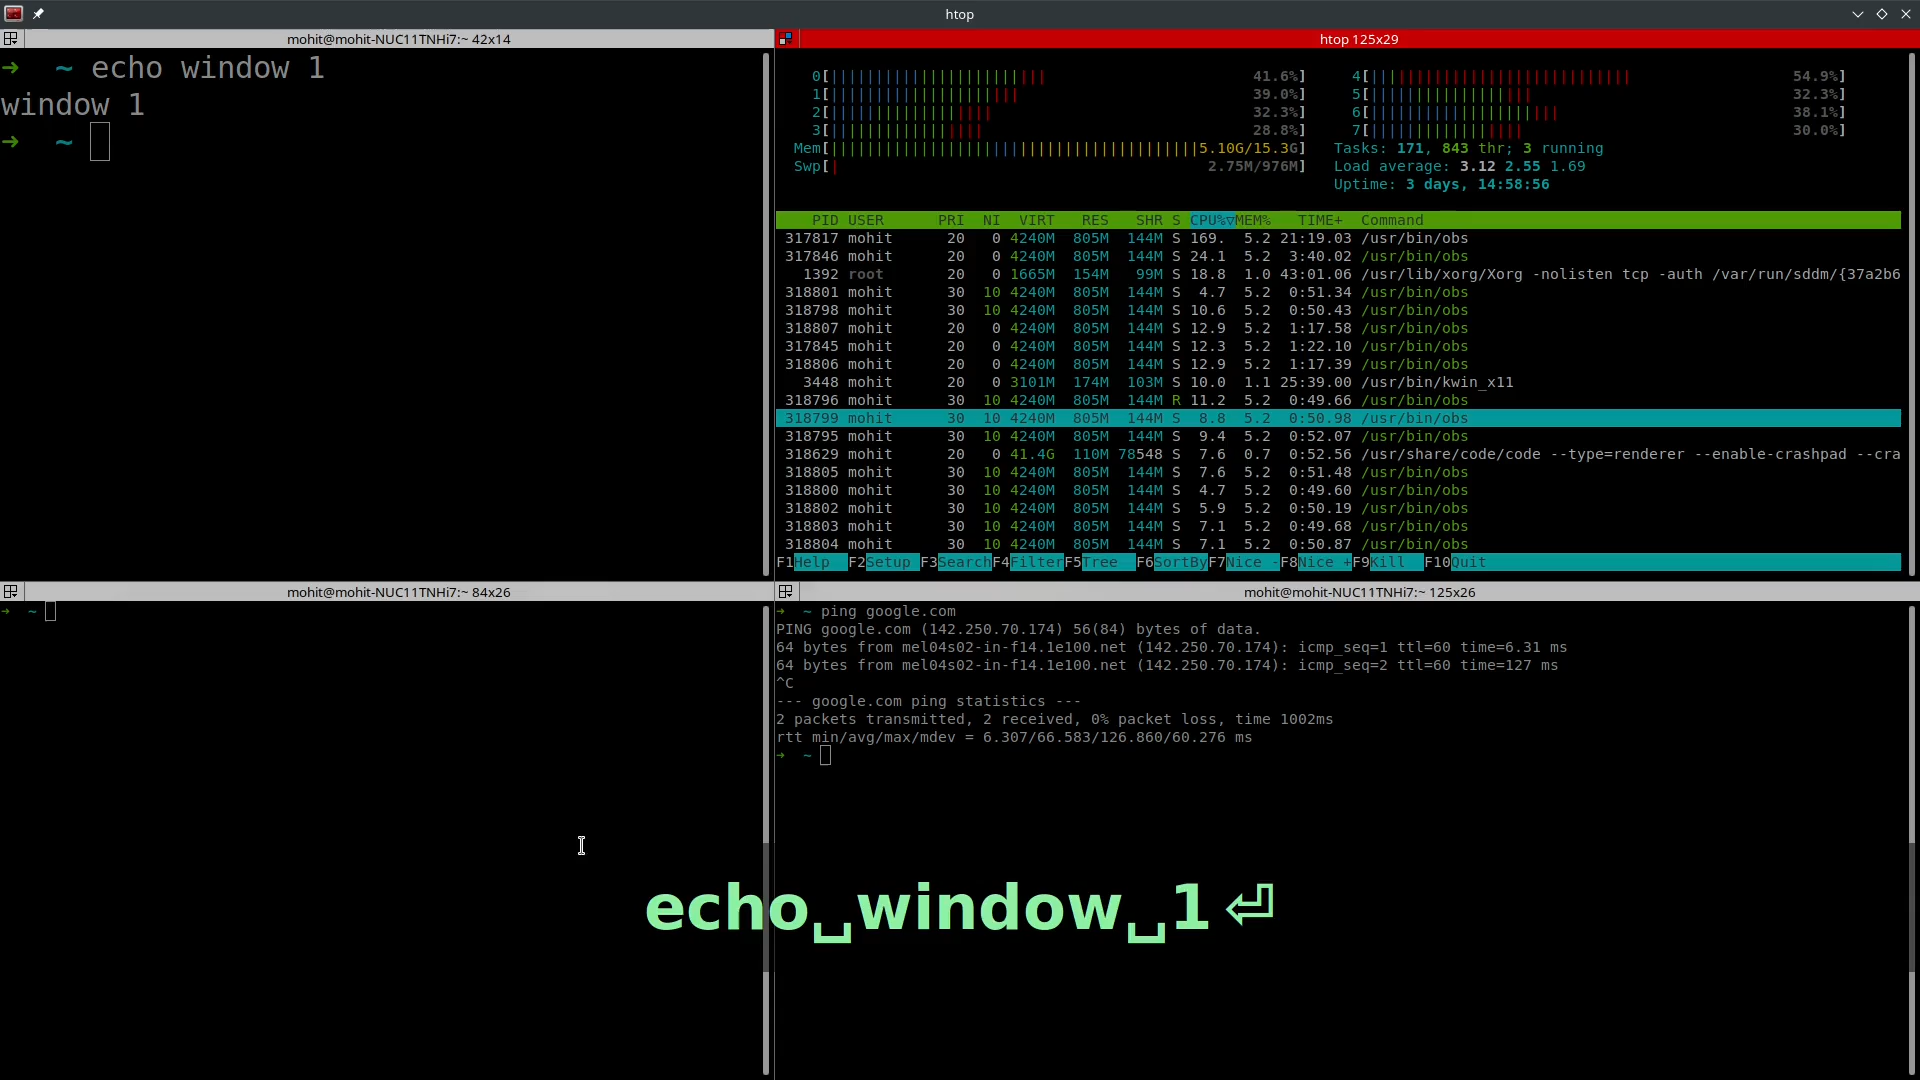 htop
mohit@mohit-NUC11TNHi7:~ 42x14
➜ ~ echo window 1
window 1
➜ ~
htop 125x29
0[ 41.6%] 4[ 54.9%]
1[ 39.0%] 5[ 32.3%]
2[ 32.3%] 6[ 38.1%]
3[ 28.8%] 7[ 30.0%]
Mem[ 5.10G/15.3G] Tasks: 171, 843 thr; 3 running
Swp[ 2.75M/976M] Load average: 3.12 2.55 1.69
Uptime: 3 days, 14:58:56
PID USER PRI NI VIRT RES SHR S CPU%▽MEM% TIME+ Command
317817 mohit 20 0 4240M 805M 144M S 169. 5.2 21:19.03 /usr/bin/obs
317846 mohit 20 0 4240M 805M 144M S 24.1 5.2 3:40.02 /usr/bin/obs
1392 root 20 0 1665M 154M 99M S 18.8 1.0 43:01.06 /usr/lib/xorg/Xorg -nolisten tcp -auth /var/run/sddm/{37a2b6
318801 mohit 30 10 4240M 805M 144M S 4.7 5.2 0:51.34 /usr/bin/obs
318798 mohit 30 10 4240M 805M 144M S 10.6 5.2 0:50.43 /usr/bin/obs
318807 mohit 20 0 4240M 805M 144M S 12.9 5.2 1:17.58 /usr/bin/obs
317845 mohit 20 0 4240M 805M 144M S 12.3 5.2 1:22.10 /usr/bin/obs
318806 mohit 20 0 4240M 805M 144M S 12.9 5.2 1:17.39 /usr/bin/obs
3448 mohit 20 0 3101M 174M 103M S 10.0 1.1 25:39.00 /usr/bin/kwin_x11
318796 mohit 30 10 4240M 805M 144M R 11.2 5.2 0:49.66 /usr/bin/obs
318799 mohit 30 10 4240M 805M 144M S 8.8 5.2 0:50.98 /usr/bin/obs
318795 mohit 30 10 4240M 805M 144M S 9.4 5.2 0:52.07 /usr/bin/obs
318629 mohit 20 0 41.4G 110M 78548 S 7.6 0.7 0:52.56 /usr/share/code/code --type=renderer --enable-crashpad --cra
318805 mohit 30 10 4240M 805M 144M S 7.6 5.2 0:51.48 /usr/bin/obs
318800 mohit 30 10 4240M 805M 144M S 4.7 5.2 0:49.60 /usr/bin/obs
318802 mohit 30 10 4240M 805M 144M S 5.9 5.2 0:50.19 /usr/bin/obs
318803 mohit 30 10 4240M 805M 144M S 7.1 5.2 0:49.68 /usr/bin/obs
318804 mohit 30 10 4240M 805M 144M S 7.1 5.2 0:50.87 /usr/bin/obs
F1Help F2Setup F3SearchF4FilterF5Tree F6SortByF7Nice -F8Nice +F9Kill F10Quit
mohit@mohit-NUC11TNHi7:~ 84x26
➜ ~
mohit@mohit-NUC11TNHi7:~ 125x26
➜ ~ ping google.com
PING google.com (142.250.70.174) 56(84) bytes of data.
64 bytes from mel04s02-in-f14.1e100.net (142.250.70.174): icmp_seq=1 ttl=60 time=6.31 ms
64 bytes from mel04s02-in-f14.1e100.net (142.250.70.174): icmp_seq=2 ttl=60 time=127 ms
^C
--- google.com ping statistics ---
2 packets transmitted, 2 received, 0% packet loss, time 1002ms
rtt min/avg/max/mdev = 6.307/66.583/126.860/60.276 ms
➜ ~
echo␣window␣1⏎